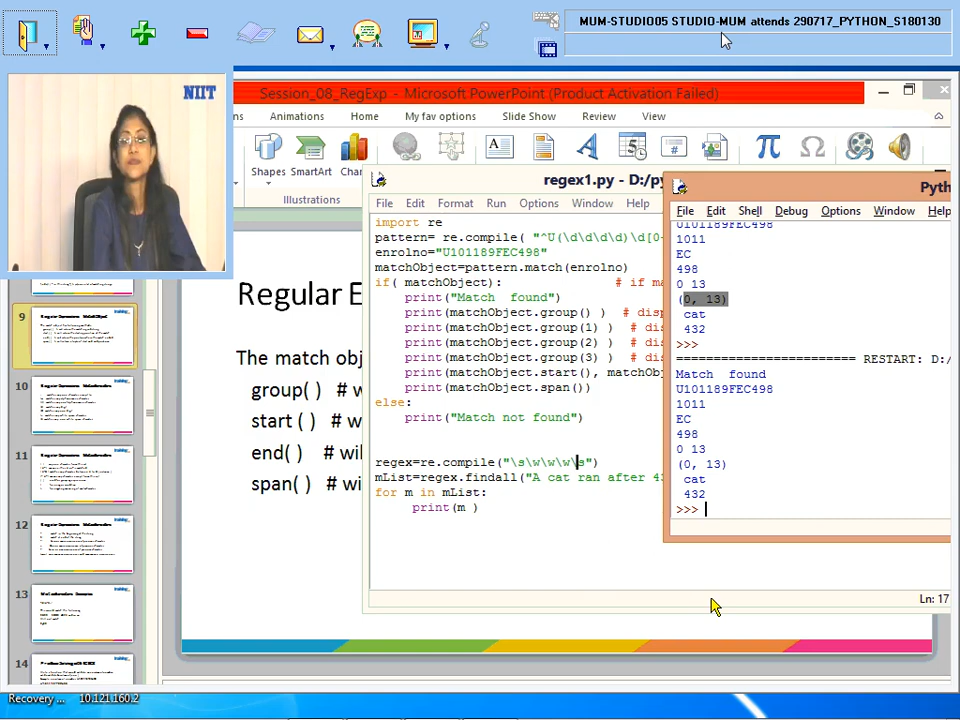 MUM-STUDIO05 STUDIO-MUM attends 290717_PYTHON_S180130
NIIT
Session_08_RegExp - Microsoft PowerPoint (Product Activation Failed)
ns Animations Home My fav options Slide Show Review View
Shapes SmartArt Char
Illustrations
9
10
11
12
13
14
Regular E
The match obj
group( ) # w
start ( ) # w
end( ) # wil
span( ) # wi
regex1.py - D:/py
File Edit Format Run Options Window Help
import re
pattern= re.compile( "^U(\d\d\d\d)\d[0-
enrolno="U101189FEC498"
matchObject=pattern.match(enrolno)
if( matchObject): # if ma
print("Match found")
print(matchObject.group() ) # dis
print(matchObject.group(1) ) # dis
print(matchObject.group(2) ) # dis
print(matchObject.group(3) ) # dis
print(matchObject.start(), matchOb
print(matchObject.span())
else:
print("Match not found")
regex=re.compile("\s\w\w\w\s")
mList=regex.findall("A cat ran after 43
for m in mList:
print(m )
Ln: 17
Pyth
File Edit Shell Debug Options Window Help
U101189FEC498
1011
EC
498
0 13
(0, 13)
cat
432
>>>
======================== RESTART: D:/
Match found
U101189FEC498
1011
EC
498
0 13
(0, 13)
cat
432
>>>
Recovery ... 10.121.160.2